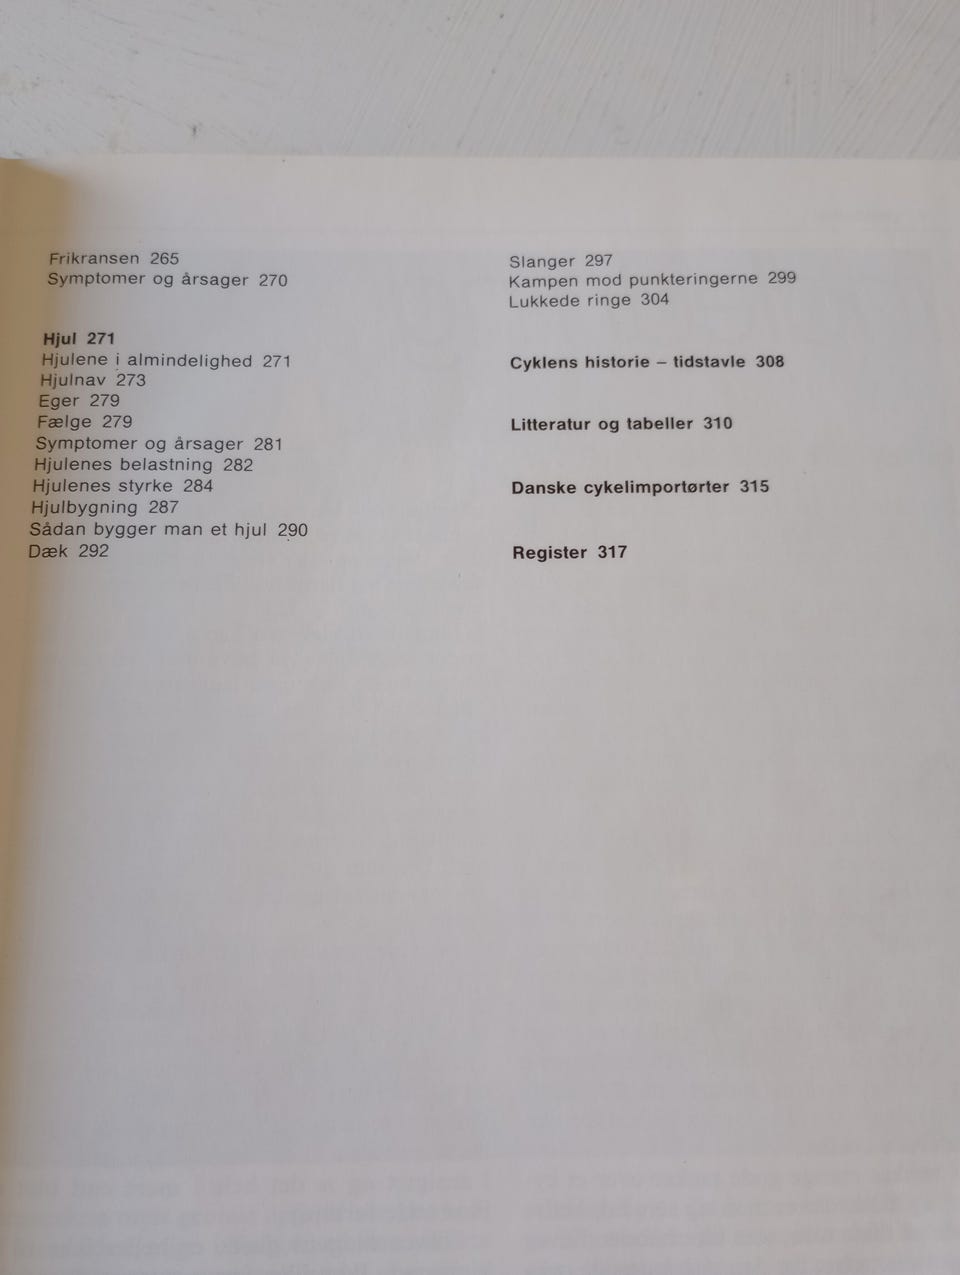 Frikransen 265
Symptomer og årsager 270
Hjul 271
Hjulene i almindelighed 271
Hjulnav 273
Eger 279
Fælge 279
Symptomer og årsager 281
Hjulenes belastning 282
Hjulenes styrke 284
Hjulbygning 287
Sådan bygger man et hjul 290
Dæk 292
Slanger 297
Kampen mod punkteringerne 299
Lukkede ringe 304
Cyklens historie – tidstavle 308
Litteratur og tabeller 310
Danske cykelimportørter 315
Register 317